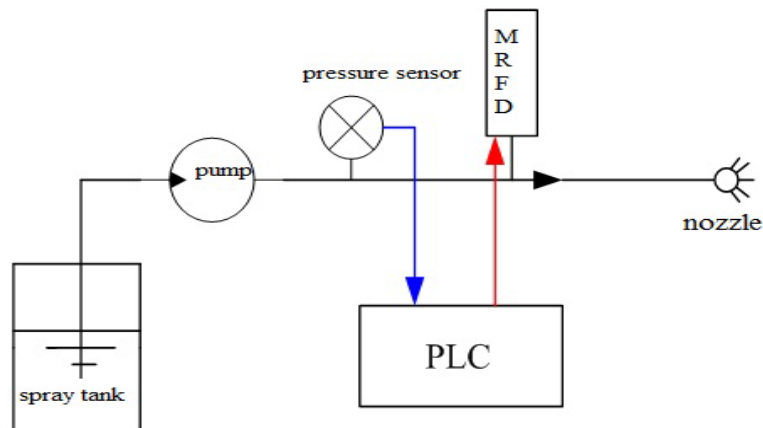 M
R
F
D
pressure sensor
pump
nozzle
PLC
spray tank